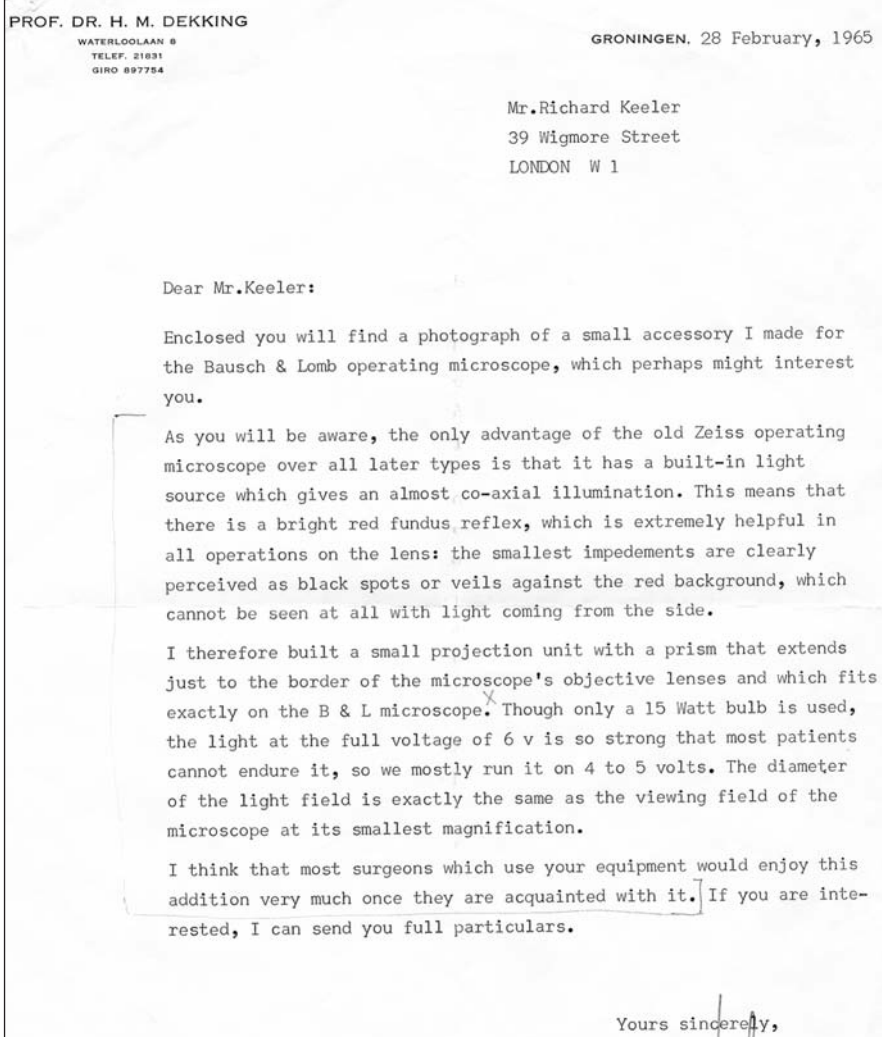 PROF. DR. H. M. DEKKING
WATERLOOLAAN 8
TELEF. 21831
GIRO 897754
GRONINGEN, 28 February, 1965
Mr.Richard Keeler
39 Wigmore Street
LONDON W 1
Dear Mr.Keeler:
Enclosed you will find a photograph of a small accessory I made for
the Bausch & Lomb operating microscope, which perhaps might interest
you.
As you will be aware, the only advantage of the old Zeiss operating
microscope over all later types is that it has a built-in light
source which gives an almost co-axial illumination. This means that
there is a bright red fundus reflex, which is extremely helpful in
all operations on the lens: the smallest impedements are clearly
perceived as black spots or veils against the red background, which
cannot be seen at all with light coming from the side.
I therefore built a small projection unit with a prism that extends
just to the border of the microscope's objective lenses and which fits
exactly on the B & L microscope. Though only a 15 Watt bulb is used,
the light at the full voltage of 6 v is so strong that most patients
cannot endure it, so we mostly run it on 4 to 5 volts. The diameter
of the light field is exactly the same as the viewing field of the
microscope at its smallest magnification.
I think that most surgeons which use your equipment would enjoy this
addition very much once they are acquainted with it. If you are inte-
rested, I can send you full particulars.
Yours sincerely,